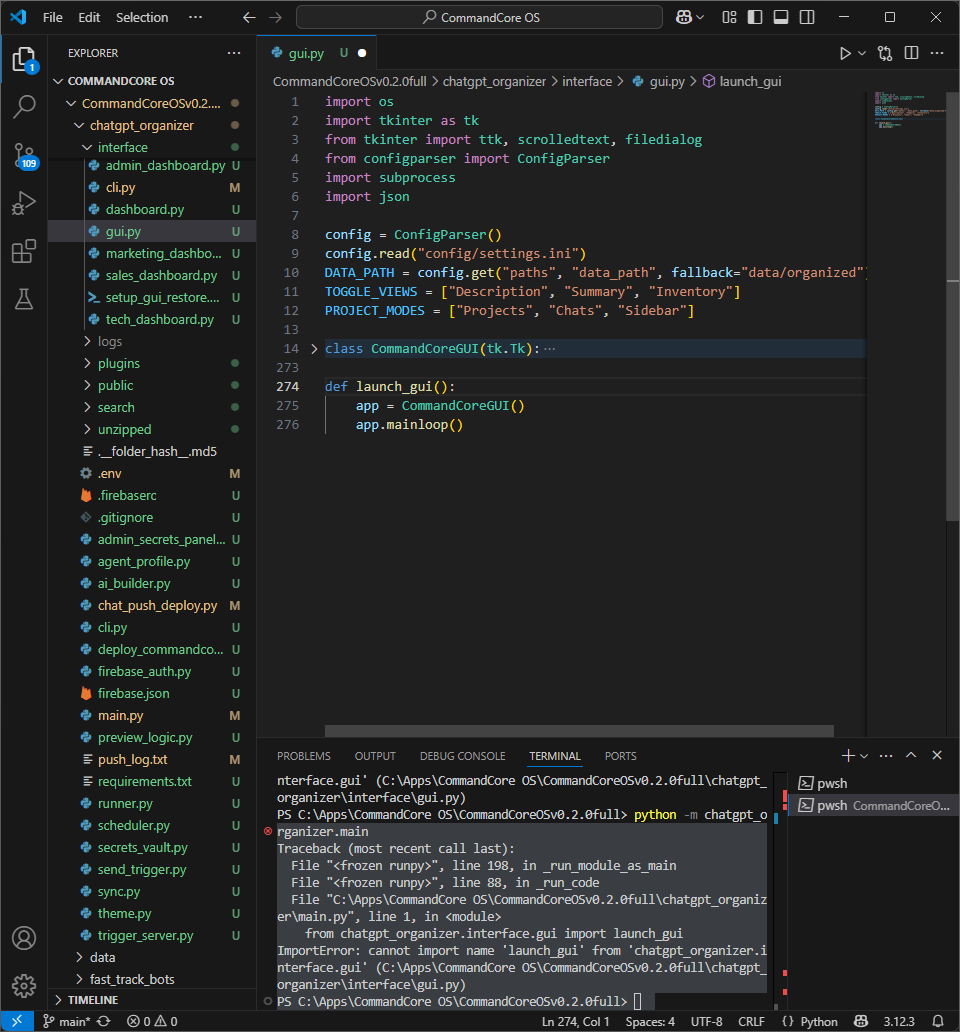 File Edit Selection ··· CommandCore OS
EXPLORER ···
COMMANDCORE OS
CommandCoreOSv0.2....
chatgpt_organizer
interface
admin_dashboard.py U
cli.py M
dashboard.py U
gui.py U
marketing_dashbo... U
sales_dashboard.py U
setup_gui_restore.... U
tech_dashboard.py U
logs
plugins
public
search
unzipped
.__folder_hash__.md5
.env M
.firebaserc U
.gitignore U
admin_secrets_panel... U
agent_profile.py U
ai_builder.py U
chat_push_deploy.py M
cli.py U
deploy_commandco... U
firebase_auth.py U
firebase.json U
main.py M
preview_logic.py U
push_log.txt M
requirements.txt U
runner.py U
scheduler.py U
secrets_vault.py U
send_trigger.py U
sync.py U
theme.py U
trigger_server.py U
data
fast_track_bots
TIMELINE
1
109
gui.py U
CommandCoreOSv0.2.0full > chatgpt_organizer > interface > gui.py > launch_gui
1 import os
2 import tkinter as tk
3 from tkinter import ttk, scrolledtext, filedialog
4 from configparser import ConfigParser
5 import subprocess
6 import json
7
8 config = ConfigParser()
9 config.read("config/settings.ini")
10 DATA_PATH = config.get("paths", "data_path", fallback="data/organized")
11 TOGGLE_VIEWS = ["Description", "Summary", "Inventory"]
12 PROJECT_MODES = ["Projects", "Chats", "Sidebar"]
13
14 class CommandCoreGUI(tk.Tk):···
273
274 def launch_gui():
275 app = CommandCoreGUI()
276 app.mainloop()
PROBLEMS OUTPUT DEBUG CONSOLE TERMINAL PORTS
nterface.gui' (C:\Apps\CommandCore OS\CommandCoreOSv0.2.0full\chatgpt_
organizer\interface\gui.py)
PS C:\Apps\CommandCore OS\CommandCoreOSv0.2.0full> python -m chatgpt_o
rganizer.main
Traceback (most recent call last):
File "<frozen runpy>", line 198, in _run_module_as_main
File "<frozen runpy>", line 88, in _run_code
File "C:\Apps\CommandCore OS\CommandCoreOSv0.2.0full\chatgpt_organiz
er\main.py", line 1, in <module>
from chatgpt_organizer.interface.gui import launch_gui
ImportError: cannot import name 'launch_gui' from 'chatgpt_organizer.i
nterface.gui' (C:\Apps\CommandCore OS\CommandCoreOSv0.2.0full\chatgpt_
organizer\interface\gui.py)
PS C:\Apps\CommandCore OS\CommandCoreOSv0.2.0full>
pwsh
pwsh CommandCoreO...
main* 0 0 Ln 274, Col 1 Spaces: 4 UTF-8 CRLF {} Python 3.12.3